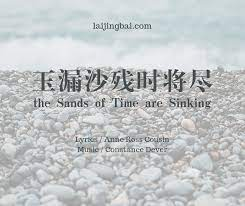 laijingbai.com
玉漏沙残时将尽
the Sands of Time are Sinking
Lyrics / Anne Ross Cousin
Music / Constance Dever